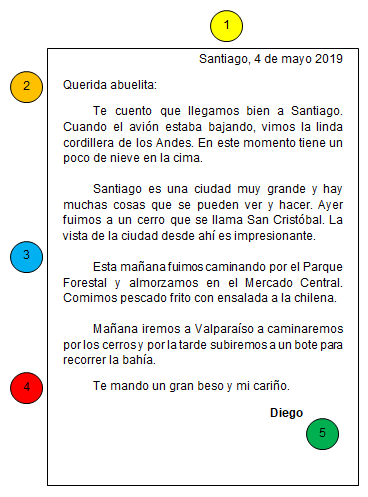 1
Santiago, 4 de mayo 2019
2
Querida abuelita:
Te cuento que llegamos bien a Santiago.
Cuando el avión estaba bajando, vimos la linda
cordillera de los Andes. En este momento tiene un
poco de nieve en la cima.
Santiago es una ciudad muy grande y hay
muchas cosas que se pueden ver y hacer. Ayer
fuimos a un cerro que se llama San Cristóbal. La
vista de la ciudad desde ahí es impresionante.
3
Esta mañana fuimos caminando por el Parque
Forestal y almorzamos en el Mercado Central.
Comimos pescado frito con ensalada a la chilena.
Mañana iremos a Valparaíso a caminaremos
por los cerros y por la tarde subiremos a un bote para
recorrer la bahía.
4
Te mando un gran beso y mi cariño.
Diego
5